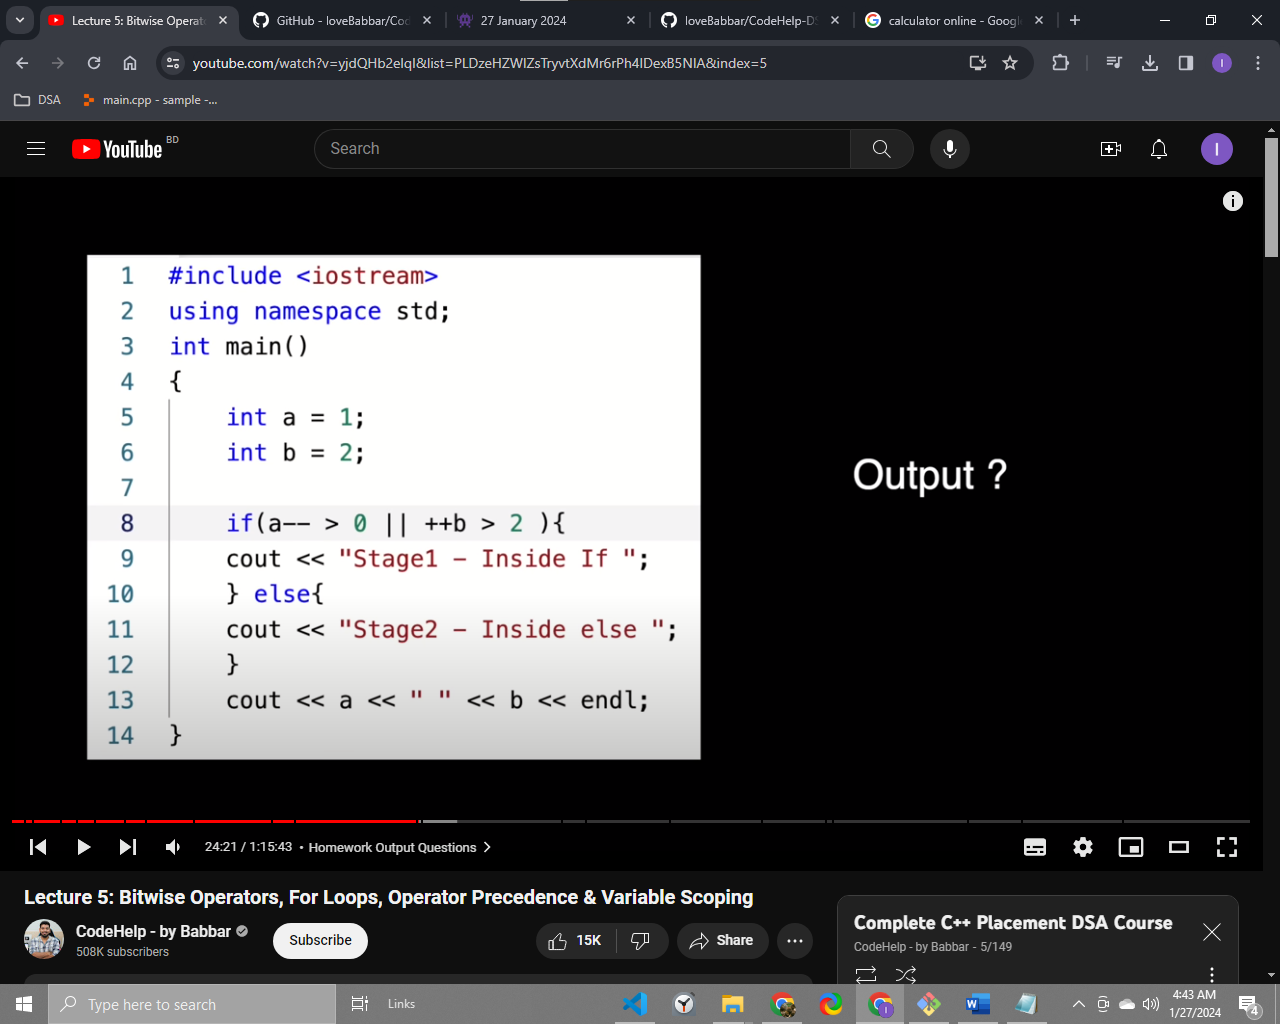 Lecture 5: Bitwise Operat
GitHub - loveBabbar/Cod
27 January 2024
loveBabbar/CodeHelp-DS
calculator online - Googl
youtube.com/watch?v=yjdQHb2elqI&list=PLDzeHZWIZsTryvtXdMr6rPh4IDexB5NIA&index=5
I
DSA
main.cpp - sample -...
YouTube BD
Search
I
1 #include <iostream>
2 using namespace std;
3 int main()
4 {
5 int a = 1;
6 int b = 2;
7
8 if(a-- > 0 || ++b > 2 ){
9 cout << "Stage1 - Inside If ";
10 } else{
11 cout << "Stage2 - Inside else ";
12 }
13 cout << a << " " << b << endl;
14 }
Output ?
24:21 / 1:15:43 • Homework Output Questions
Lecture 5: Bitwise Operators, For Loops, Operator Precedence & Variable Scoping
CodeHelp - by Babbar
508K subscribers
Subscribe
15K
Share
Complete C++ Placement DSA Course
CodeHelp - by Babbar - 5/149
Type here to search
Links
4:43 AM
1/27/2024
4